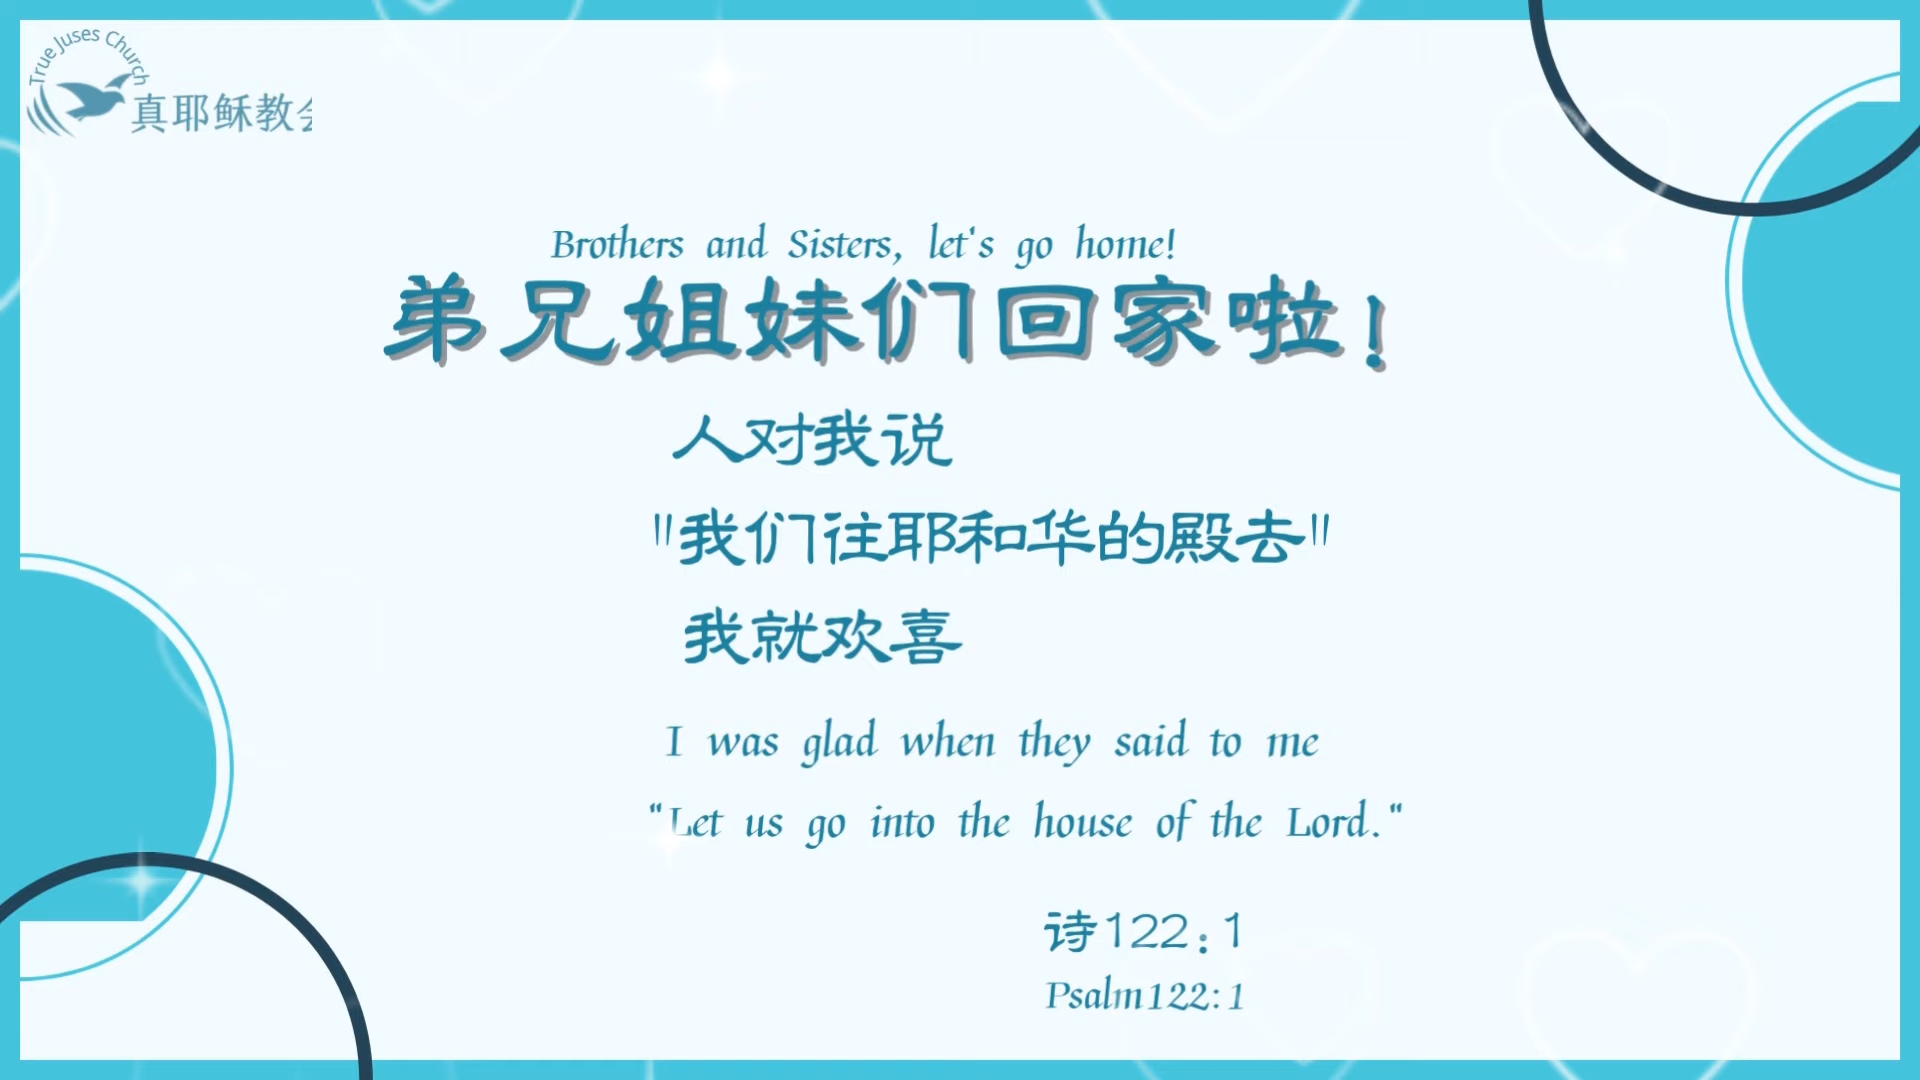 True Juses Church
真耶稣教会
Brothers and Sisters, let's go home!
弟兄姐妹们回家啦！
人对我说
"我们往耶和华的殿去"
我就欢喜
I was glad when they said to me
"Let us go into the house of the Lord."
诗122：1
Psalm122:1